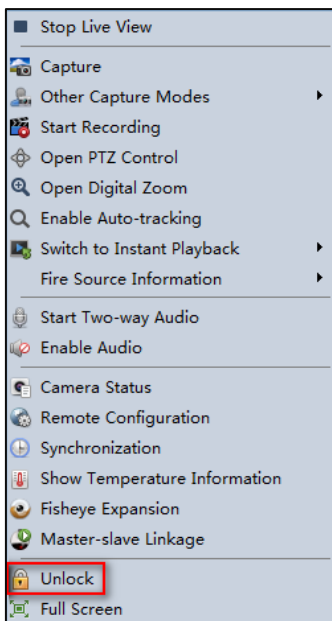 Stop Live View
Capture
Other Capture Modes
Start Recording
Open PTZ Control
Open Digital Zoom
Enable Auto-tracking
Switch to Instant Playback
Fire Source Information
Start Two-way Audio
Enable Audio
Camera Status
Remote Configuration
Synchronization
Show Temperature Information
Fisheye Expansion
Master-slave Linkage
Unlock
Full Screen